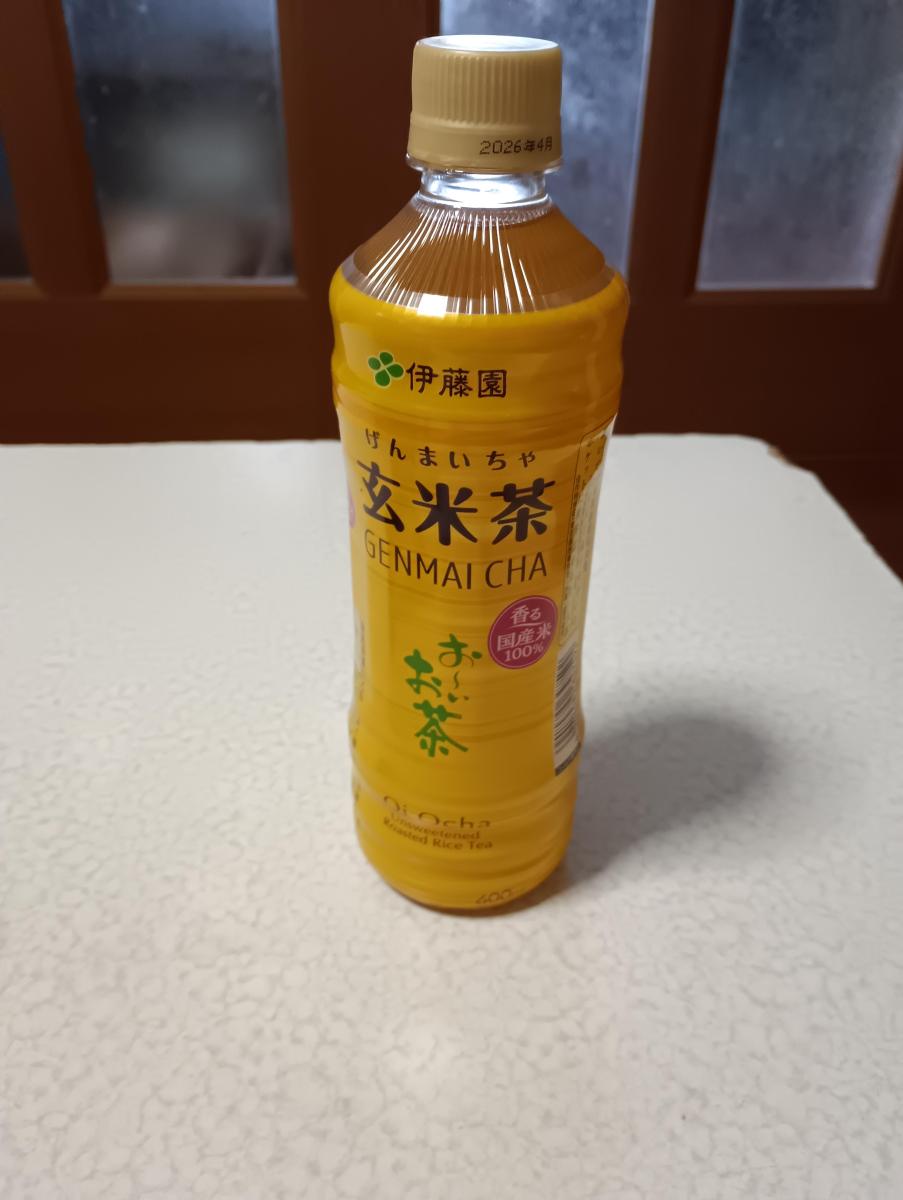 2026年4月
伊藤園
げんまいちゃ
玄米茶
GENMAI CHA
香る
国産米
100%
お〜い
お茶
Oi Ocha
Unsweetened
Roasted Rice Tea